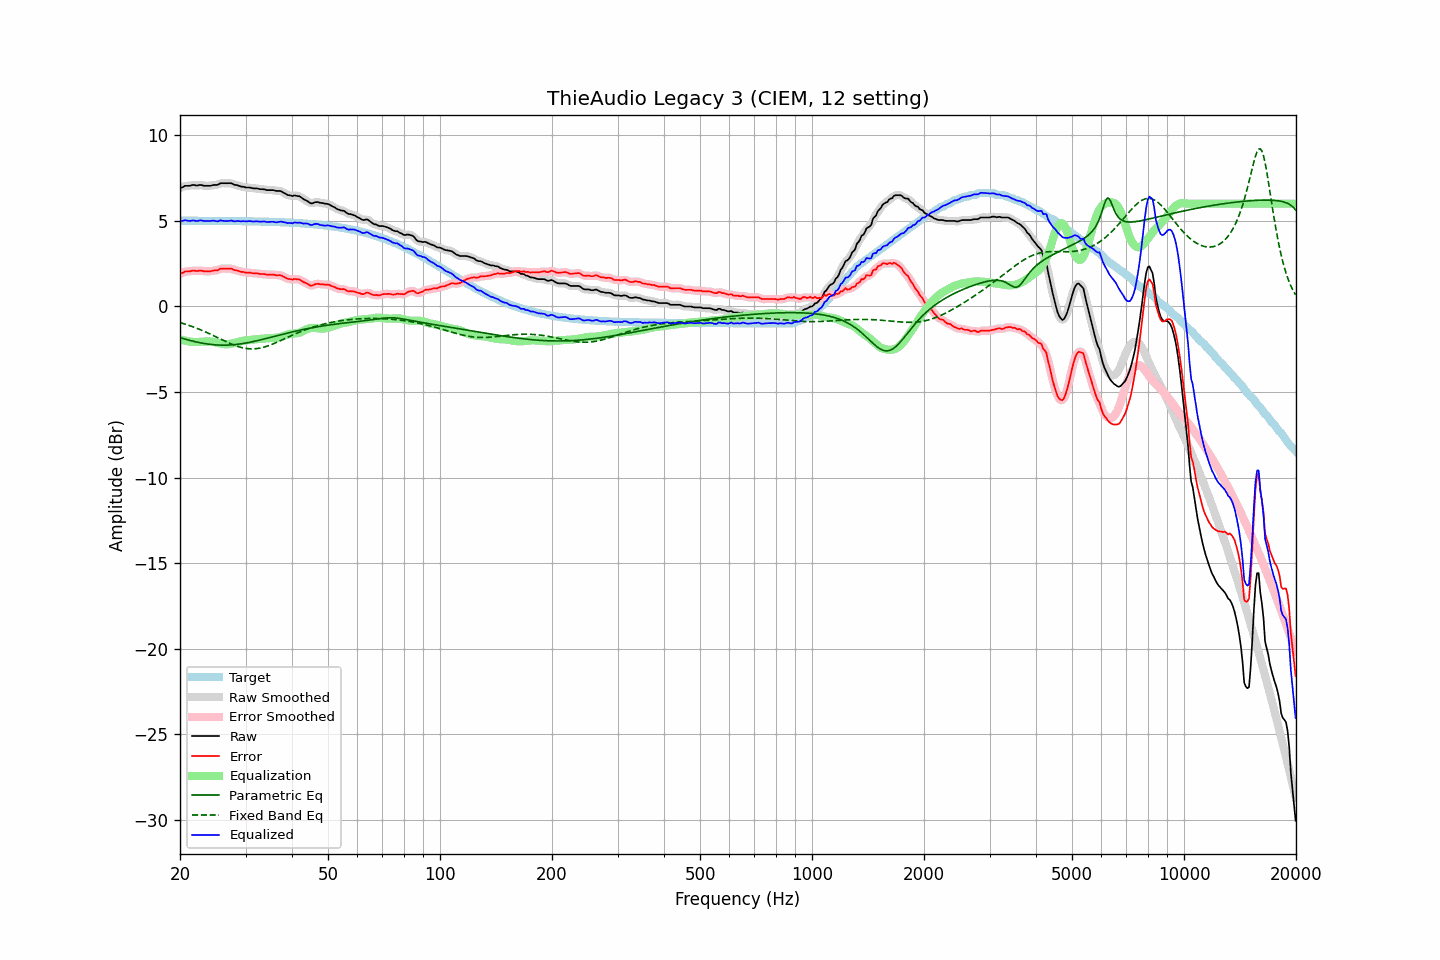 ThieAudio Legacy 3 (CIEM, 12 setting)
10
5
0
−5
−10
−15
−20
−25
−30
Amplitude (dBr)
Target
Raw Smoothed
Error Smoothed
Raw
Error
Equalization
Parametric Eq
Fixed Band Eq
Equalized
20
50
100
200
500
1000
2000
5000
10000
20000
Frequency (Hz)